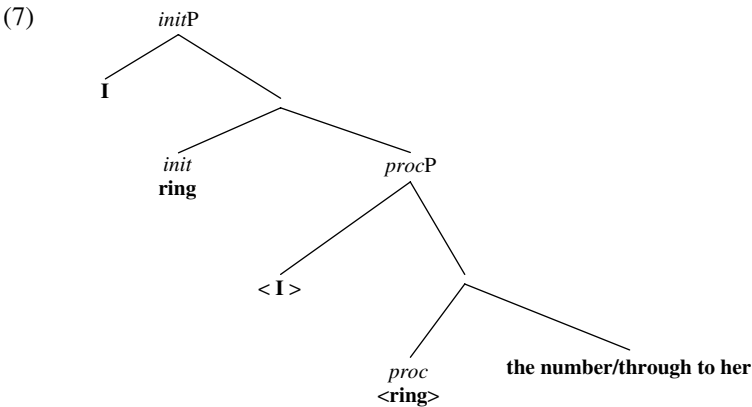 (7)
initP
I
init
ring
procP
< I >
proc
<ring>
the number/through to her